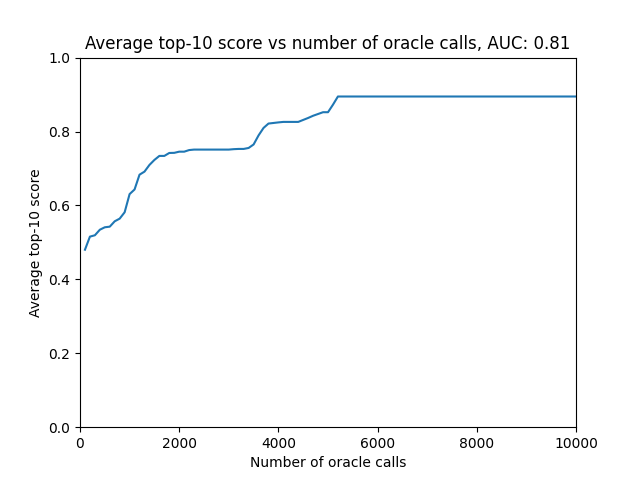 Average top-10 score vs number of oracle calls, AUC: 0.81
1.0
0.8
0.6
0.4
0.2
0.0
Average top-10 score
0 2000 4000 6000 8000 10000
Number of oracle calls